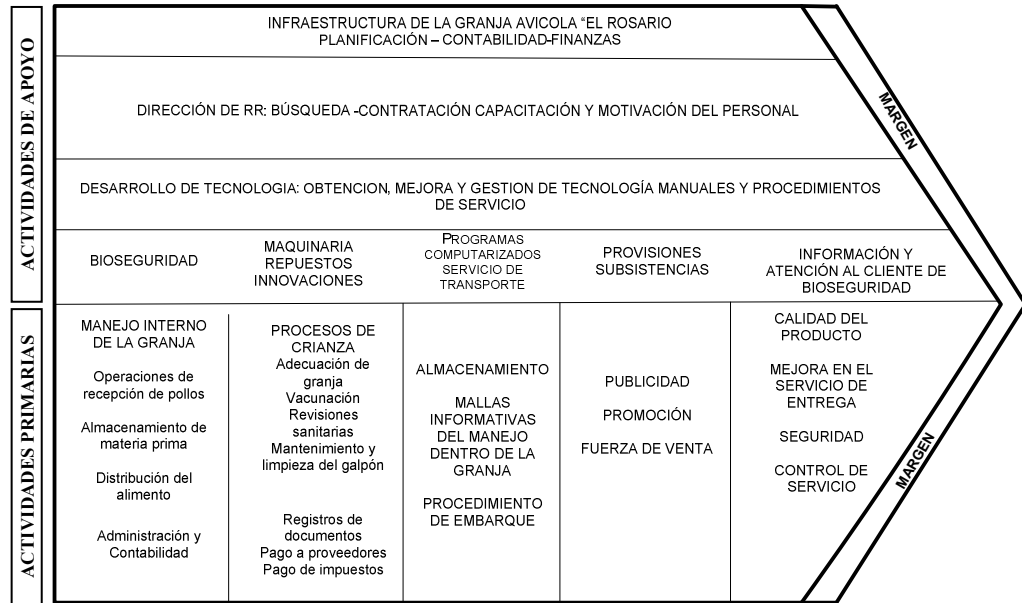 ACTIVIDADES DE APOYO
INFRAESTRUCTURA DE LA GRANJA AVICOLA “EL ROSARIO
PLANIFICACIÓN – CONTABILIDAD-FINANZAS
DIRECCIÓN DE RR: BÚSQUEDA -CONTRATACIÓN CAPACITACIÓN Y MOTIVACIÓN DEL PERSONAL
DESARROLLO DE TECNOLOGIA: OBTENCION, MEJORA Y GESTION DE TECNOLOGÍA MANUALES Y PROCEDIMIENTOS
DE SERVICIO
BIOSEGURIDAD
MAQUINARIA
REPUESTOS
INNOVACIONES
PROGRAMAS
COMPUTARIZADOS
SERVICIO DE
TRANSPORTE
PROVISIONES
SUBSISTENCIAS
INFORMACIÓN Y
ATENCIÓN AL CLIENTE DE
BIOSEGURIDAD
MARGEN
ACTIVIDADES PRIMARIAS
MANEJO INTERNO
DE LA GRANJA
Operaciones de
recepción de pollos
Almacenamiento de
materia prima
Distribución del
alimento
Administración y
Contabilidad
PROCESOS DE
CRIANZA
Adecuación de
granja
Vacunación
Revisiones
sanitarias
Mantenimiento y
limpieza del galpón
Registros de
documentos
Pago a proveedores
Pago de impuestos
ALMACENAMIENTO
MALLAS
INFORMATIVAS
DEL MANEJO
DENTRO DE LA
GRANJA
PROCEDIMIENTO
DE EMBARQUE
PUBLICIDAD
PROMOCIÓN
FUERZA DE VENTA
CALIDAD DEL
PRODUCTO
MEJORA EN EL
SERVICIO DE
ENTREGA
SEGURIDAD
CONTROL DE
SERVICIO
MARGEN